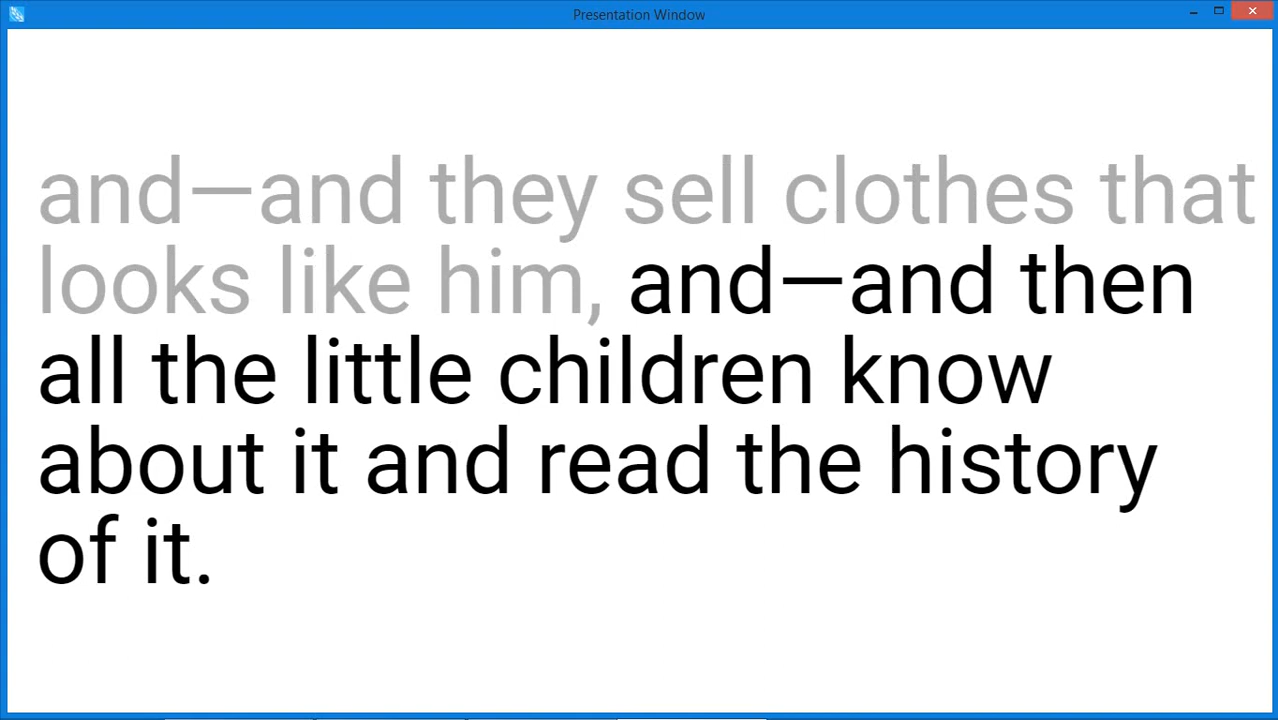 Presentation Window
and—and they sell clothes that
looks like him, and—and then
all the little children know
about it and read the history
of it.